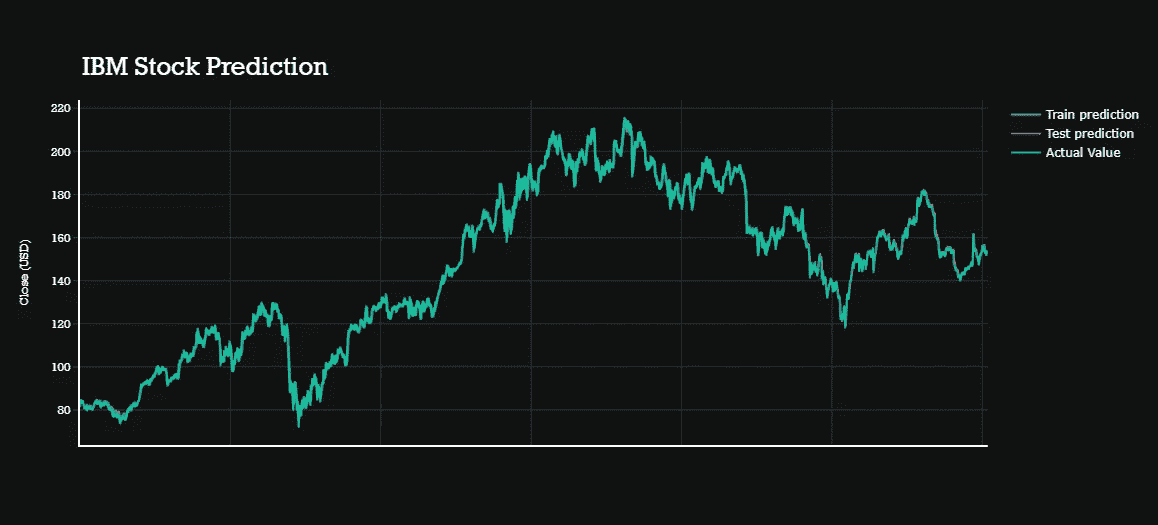 IBM Stock Prediction
220
200
180
160
140
120
100
80
Close (USD)
Train prediction
Test prediction
Actual Value